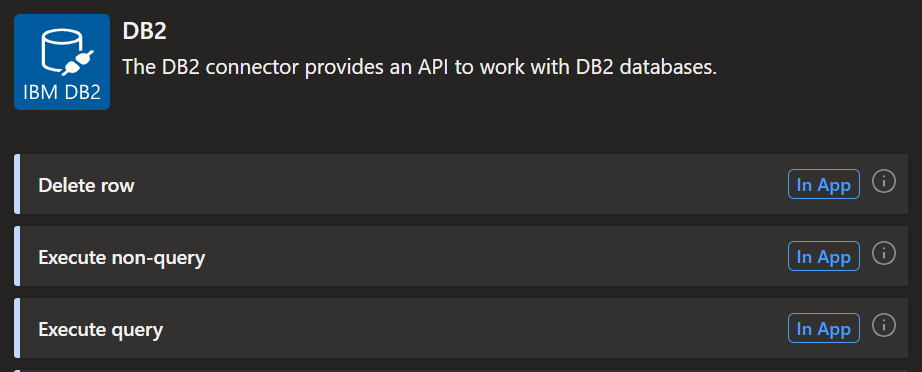 DB2
The DB2 connector provides an API to work with DB2 databases.
IBM DB2
Delete row In App
Execute non-query In App
Execute query In App